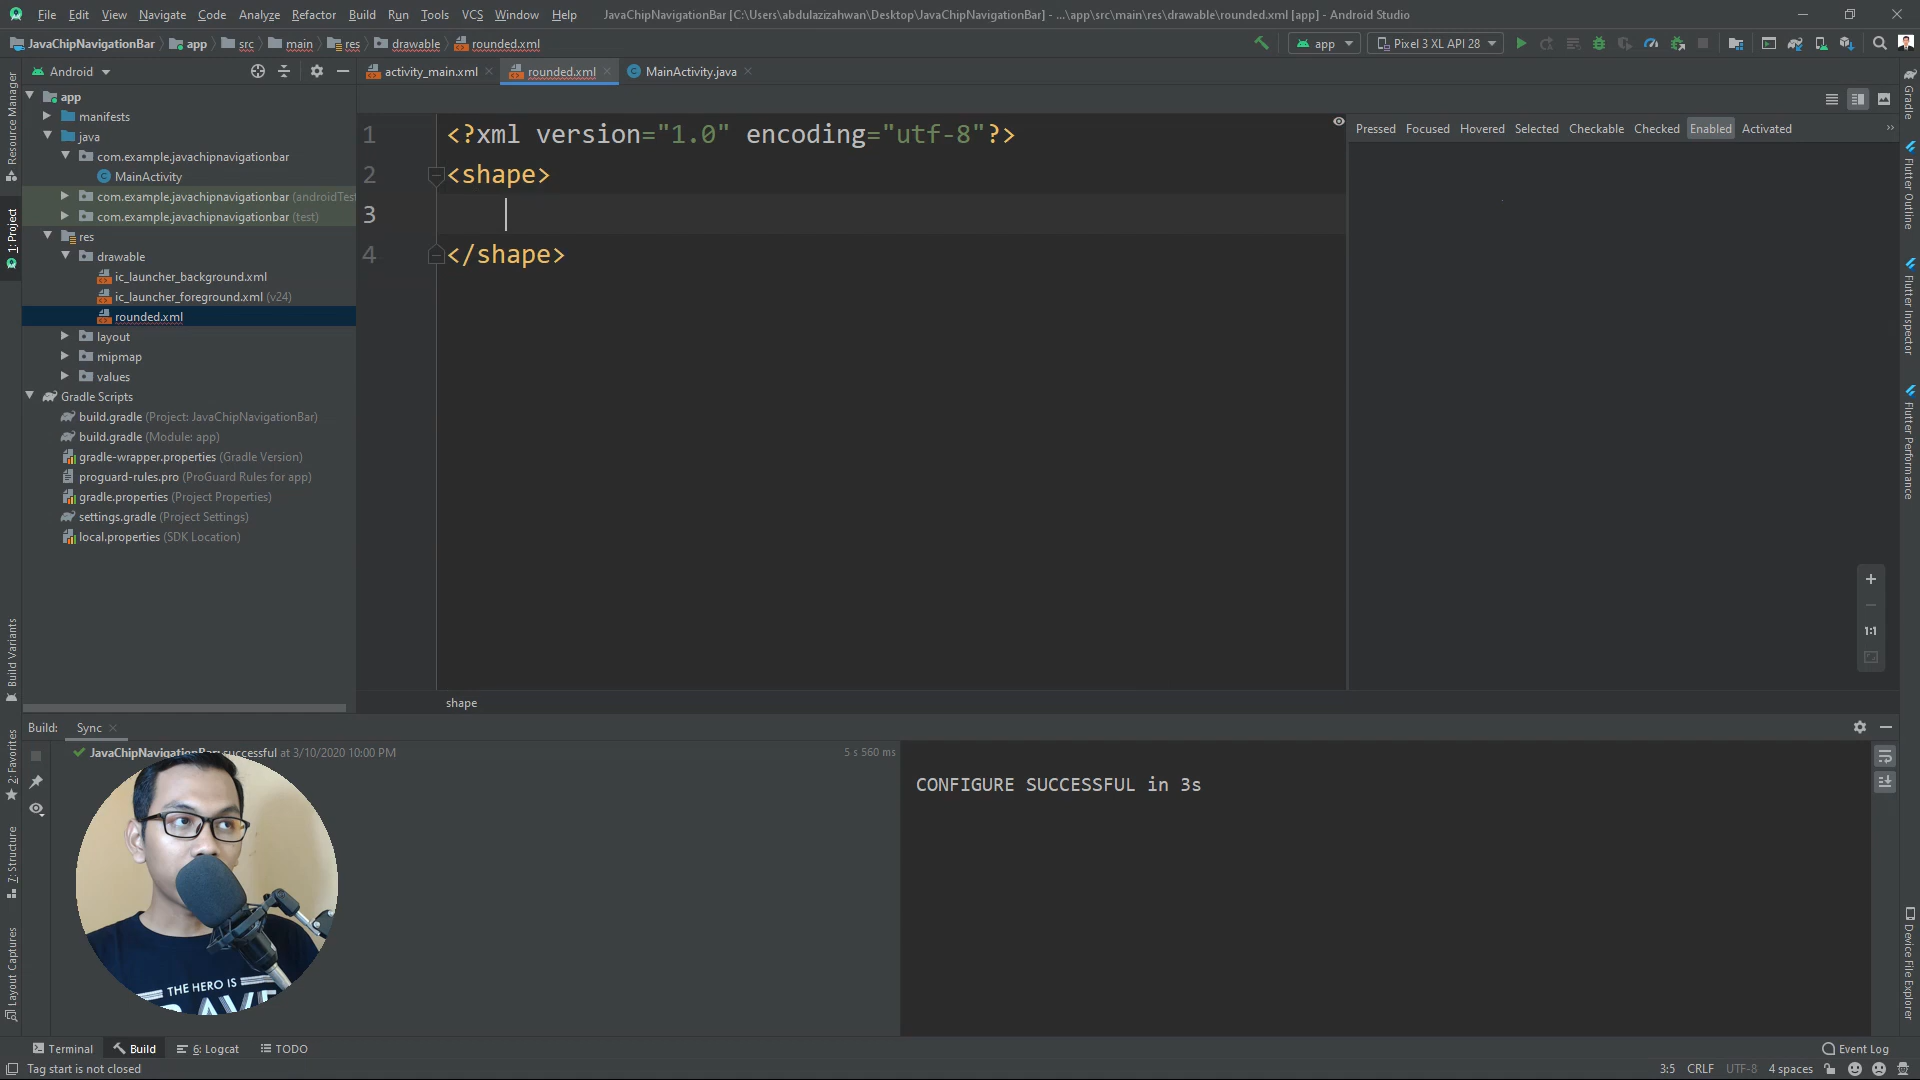 File Edit View Navigate Code Analyze Refactor Build Run Tools VCS Window Help JavaChipNavigationBar [C:\Users\abdulazizahwan\Desktop\JavaChipNavigationBar] - ...\app\src\main\res\drawable\rounded.xml [app] - Android Studio
JavaChipNavigationBar app src main res drawable rounded.xml app Pixel 3 XL API 28
Android activity_main.xml rounded.xml MainActivity.java
Pressed Focused Hovered Selected Checkable Checked Enabled Activated
app
manifests
java
com.example.javachipnavigationbar
MainActivity
com.example.javachipnavigationbar (androidTest
com.example.javachipnavigationbar (test)
res
drawable
ic_launcher_background.xml
ic_launcher_foreground.xml (v24)
rounded.xml
layout
mipmap
values
Gradle Scripts
build.gradle (Project: JavaChipNavigationBar)
build.gradle (Module: app)
gradle-wrapper.properties (Gradle Version)
proguard-rules.pro (ProGuard Rules for app)
gradle.properties (Project Properties)
settings.gradle (Project Settings)
local.properties (SDK Location)
1 <?xml version="1.0" encoding="utf-8"?>
2 <shape>
3
4 </shape>
shape
1:1
Resource Manager
1: Project
Build Variants
2: Favorites
7: Structure
Layout Captures
Gradle
Flutter Outline
Flutter Inspector
Flutter Performance
Device File Explorer
Build: Sync
JavaChipNavigationBar: successful at 3/10/2020 10:00 PM 5 s 560 ms
CONFIGURE SUCCESSFUL in 3s
THE HERO IS
Terminal Build 6: Logcat TODO Event Log
Tag start is not closed 3:5 CRLF UTF-8 4 spaces